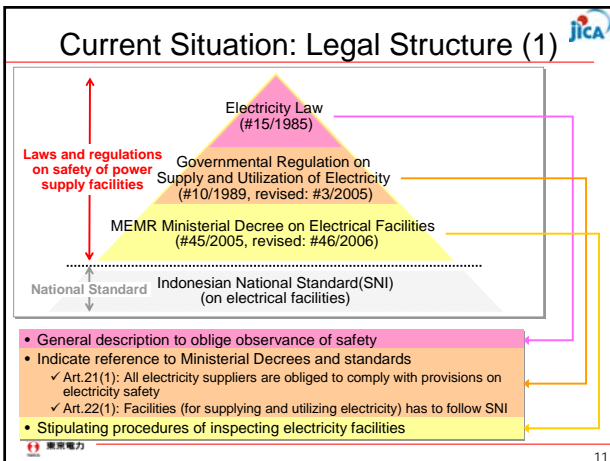 Current Situation: Legal Structure (1)
jICA
Electricity Law
(#15/1985)
Laws and regulations
on safety of power
supply facilities
Governmental Regulation on
Supply and Utilization of Electricity
(#10/1989, revised: #3/2005)
MEMR Ministerial Decree on Electrical Facilities
(#45/2005, revised: #46/2006)
National Standard
Indonesian National Standard(SNI)
(on electrical facilities)
• General description to oblige observance of safety
• Indicate reference to Ministerial Decrees and standards
✓ Art.21(1): All electricity suppliers are obliged to comply with provisions on
electricity safety
✓ Art.22(1): Facilities (for supplying and utilizing electricity) has to follow SNI
• Stipulating procedures of inspecting electricity facilities
東京電力
11